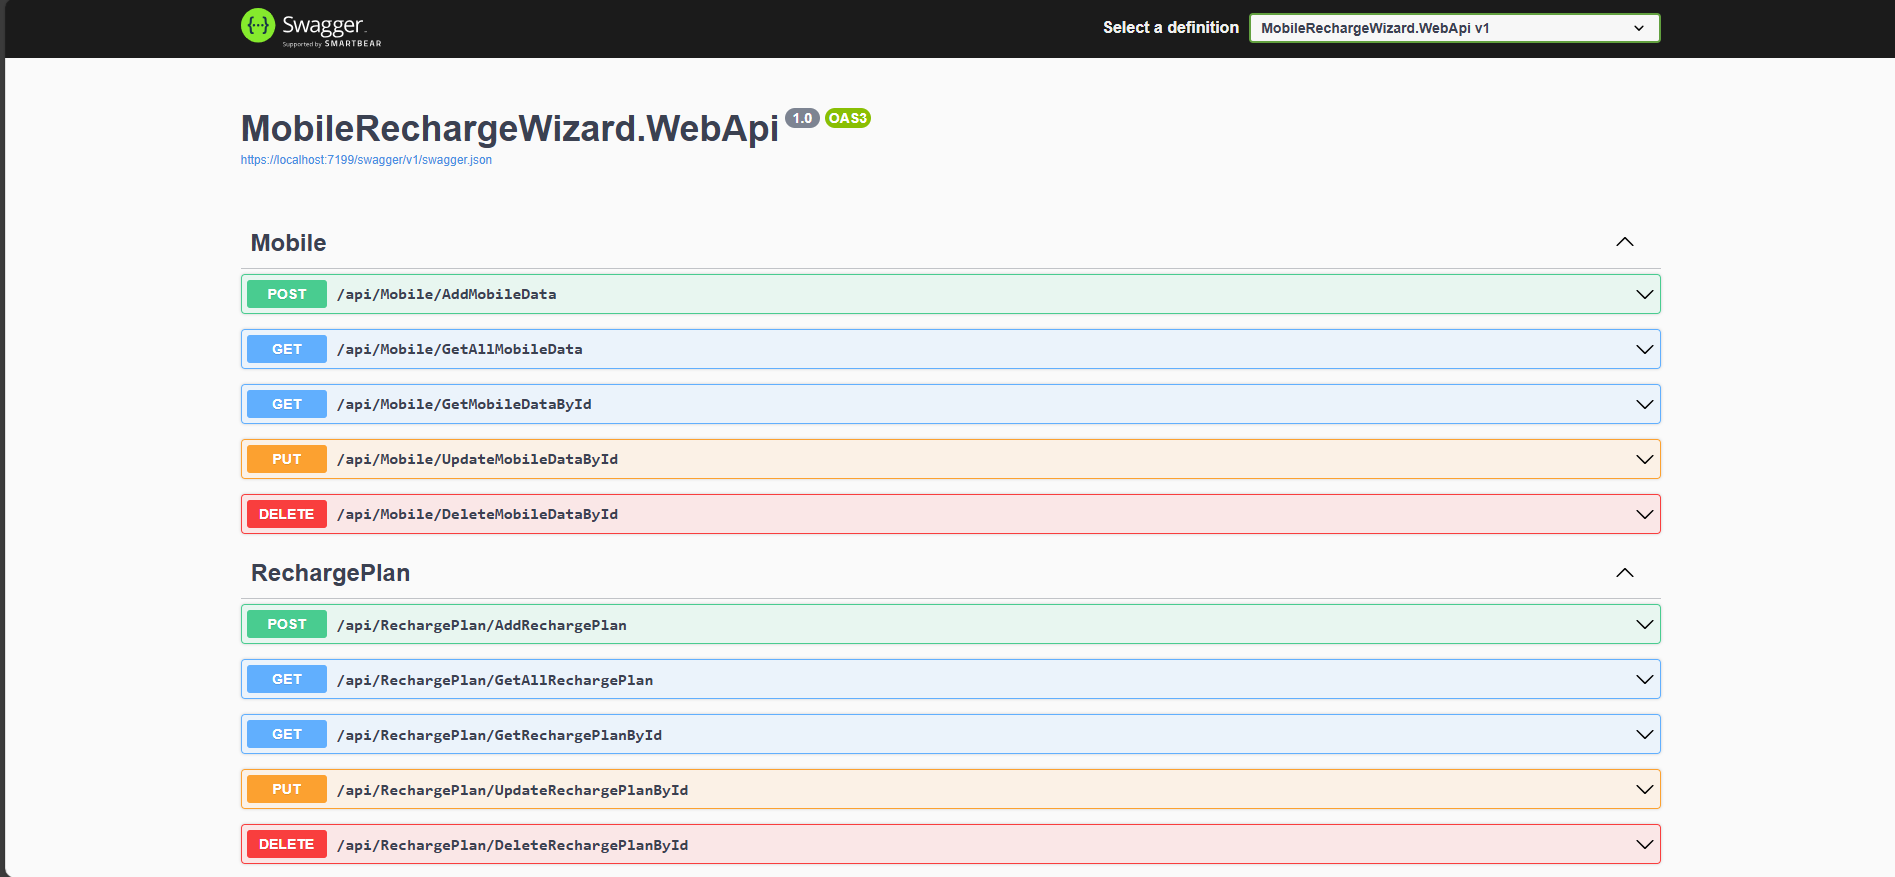 Swagger
Supported by SMARTBEAR
Select a definition
MobileRechargeWizard.WebApi v1
MobileRechargeWizard.WebApi 1.0 OAS3
https://localhost:7199/swagger/v1/swagger.json
Mobile
POST /api/Mobile/AddMobileData
GET /api/Mobile/GetAllMobileData
GET /api/Mobile/GetMobileDataById
PUT /api/Mobile/UpdateMobileDataById
DELETE /api/Mobile/DeleteMobileDataById
RechargePlan
POST /api/RechargePlan/AddRechargePlan
GET /api/RechargePlan/GetAllRechargePlan
GET /api/RechargePlan/GetRechargePlanById
PUT /api/RechargePlan/UpdateRechargePlanById
DELETE /api/RechargePlan/DeleteRechargePlanById